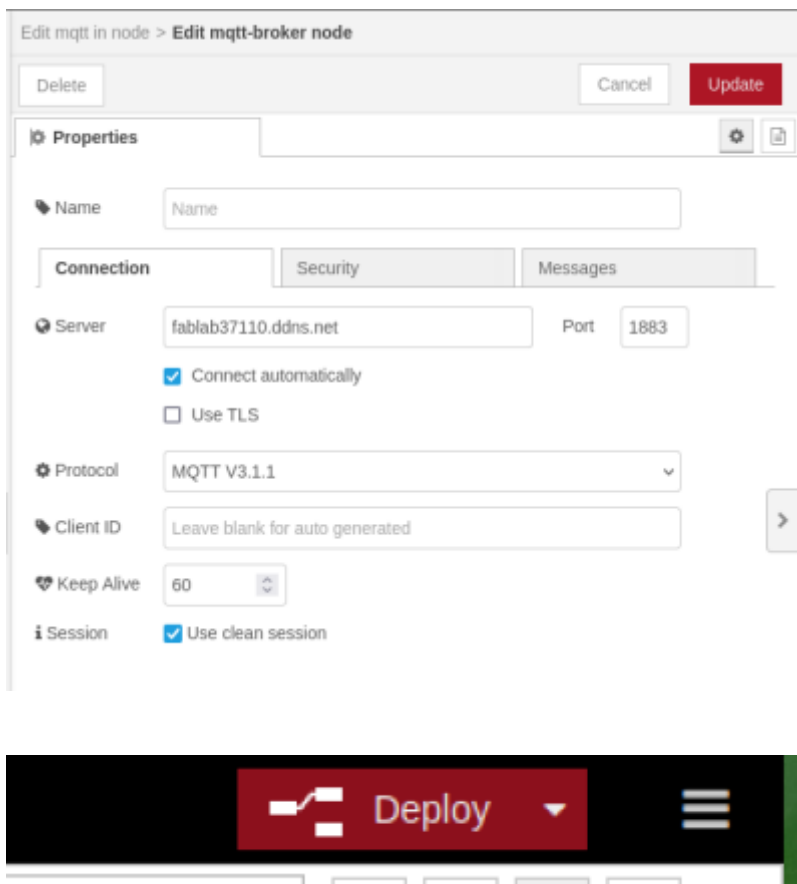 Edit mqtt in node > Edit mqtt-broker node
Delete Cancel Update
Properties
Name Name
Connection Security Messages
Server fablab37110.ddns.net Port 1883
Connect automatically
Use TLS
Protocol MQTT V3.1.1
Client ID Leave blank for auto generated
Keep Alive 60
Session Use clean session
Deploy